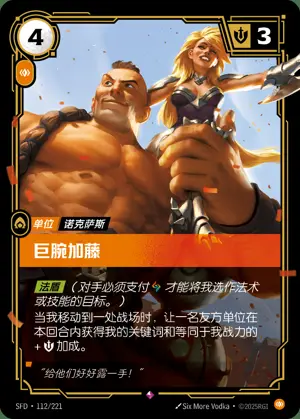 4
3
单位 诺克萨斯
巨腕加藤
法盾 (对手必须支付 才能将我选作法术
或技能的目标。)
当我移动到一处战场时,让一名友方单位在
本回合内获得我的关键词和等同于我战力的
+ 加成。
"给他们好好露一手!"
SFD • 112/221
Six More Vodka • ©2025RGI